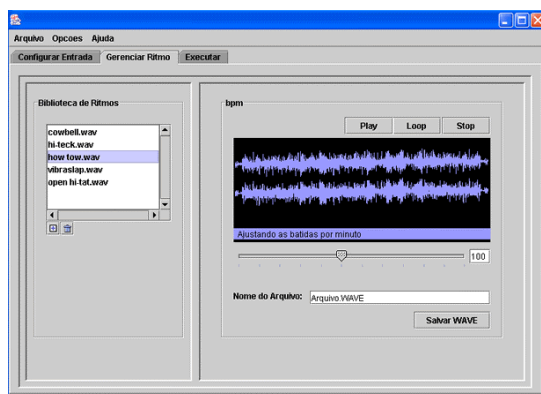 Arquivo Opcoes Ajuda
Configurar Entrada Gerenciar Ritmo Executar
Biblioteca de Ritmos
cowbell.wav
hi-teck.wav
how tow.wav
vibraslap.wav
open hi-tat.wav
bpm
Play Loop Stop
Ajustando as batidas por minuto
100
Nome do Arquivo: Arquivo.WAVE
Salvar WAVE